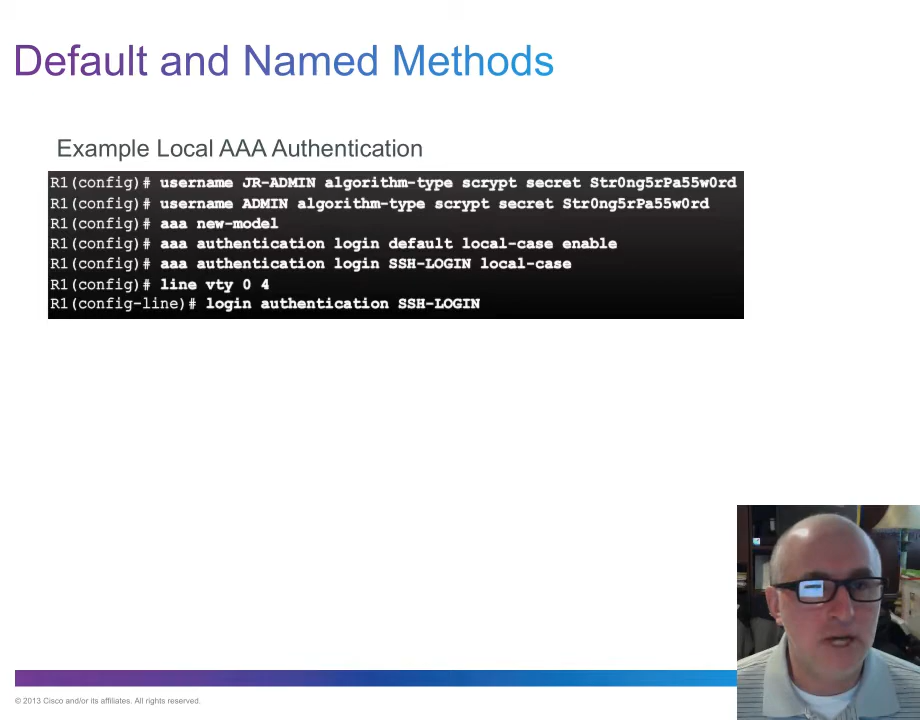 Default and Named Methods
Example Local AAA Authentication
R1(config)# username JR-ADMIN algorithm-type scrypt secret Str0ng5rPa55w0rd
R1(config)# username ADMIN algorithm-type scrypt secret Str0ng5rPa55w0rd
R1(config)# aaa new-model
R1(config)# aaa authentication login default local-case enable
R1(config)# aaa authentication login SSH-LOGIN local-case
R1(config)# line vty 0 4
R1(config-line)# login authentication SSH-LOGIN
© 2013 Cisco and/or its affiliates. All rights reserved.